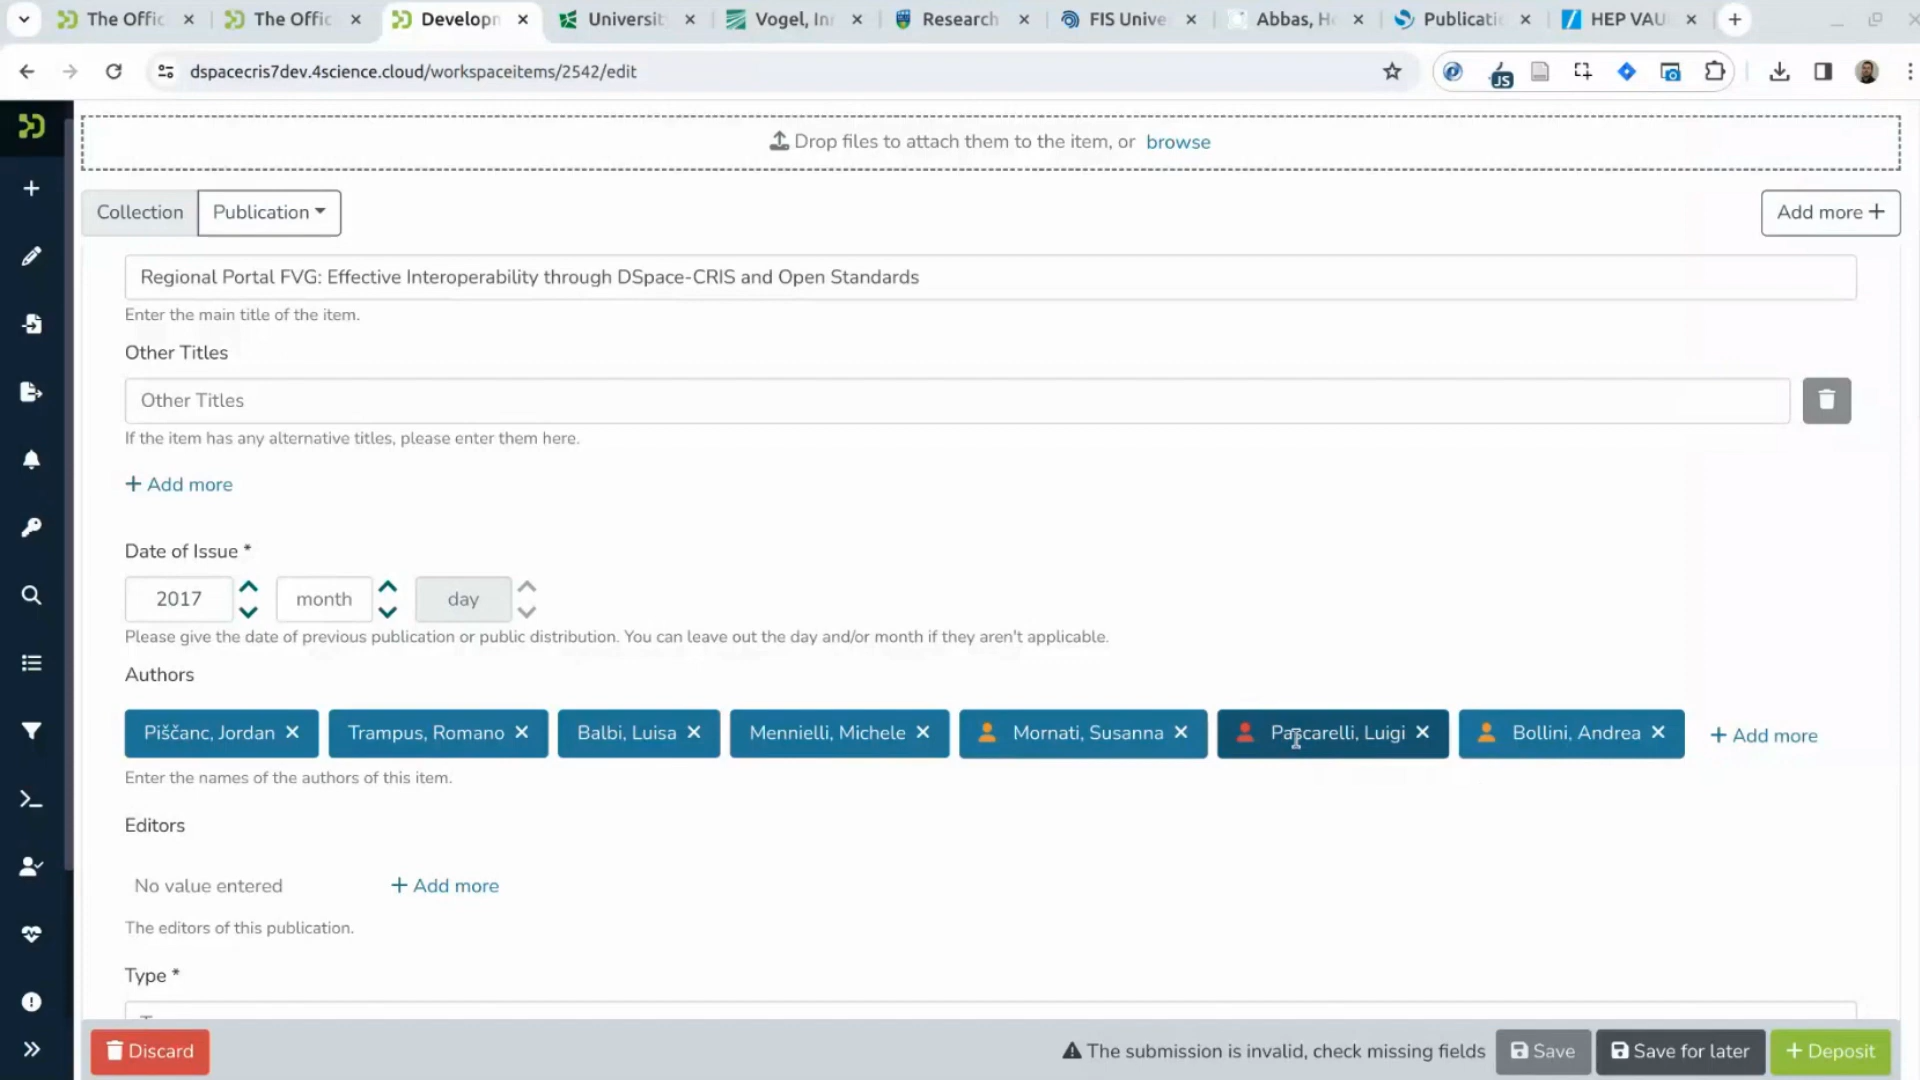 The Offic
The Offic
Developm
Universit
Vogel, Inr
Research
FIS Unive
Abbas, H
Publicati
HEP VAU
dspacecris7dev.4science.cloud/workspaceitems/2542/edit
JS
Drop files to attach them to the item, or browse
Collection
Publication
Add more +
Regional Portal FVG: Effective Interoperability through DSpace-CRIS and Open Standards
Enter the main title of the item.
Other Titles
Other Titles
If the item has any alternative titles, please enter them here.
+ Add more
Date of Issue *
2017
month
day
Please give the date of previous publication or public distribution. You can leave out the day and/or month if they aren't applicable.
Authors
Piščanc, Jordan ×
Trampus, Romano ×
Balbi, Luisa ×
Mennielli, Michele ×
Mornati, Susanna ×
Pascarelli, Luigi ×
Bollini, Andrea ×
+ Add more
Enter the names of the authors of this item.
Editors
No value entered
+ Add more
The editors of this publication.
Type *
Discard
The submission is invalid, check missing fields
Save
Save for later
+ Deposit